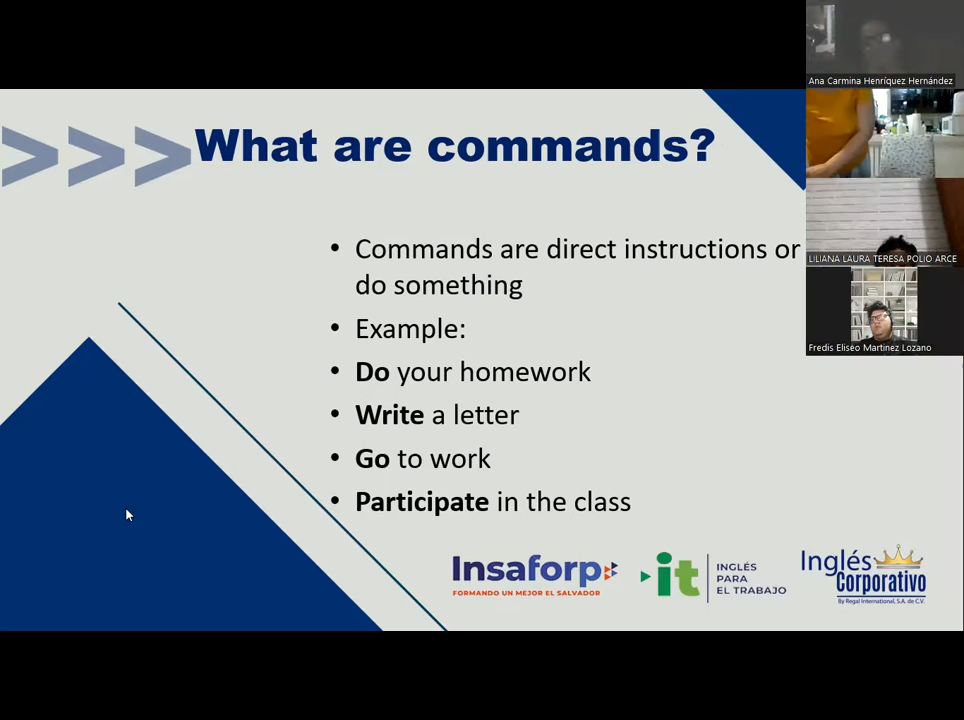 Ana Carmina Henríquez Hernández
What are commands?
Commands are direct instructions or
do something
LILIANA LAURA TERESA POLIO ARCE
Example:
Fredis Eliseo Martinez Lozano
Do your homework
Write a letter
Go to work
Participate in the class
Insaforp
FORMANDO UN MEJOR EL SALVADOR
it
INGLÉS
PARA
EL TRABAJO
Inglés
Corporativo
By Regal International, S.A. de C.V.